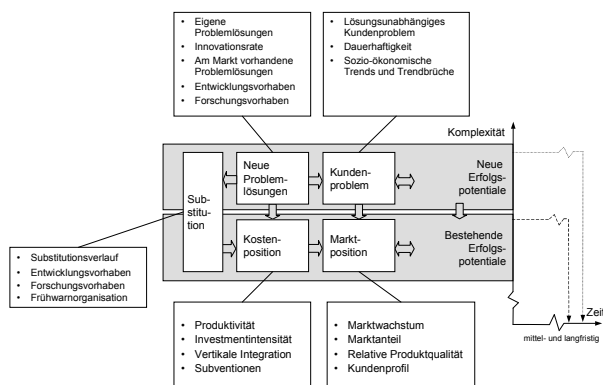 • Eigene
Problemlösungen
• Innovationsrate
• Am Markt vorhandene
Problemlösungen
• Entwicklungsvorhaben
• Forschungsvorhaben
• Lösungsunabhängiges
Kundenproblem
• Dauerhaftigkeit
• Sozio-ökonomische
Trends und Trendbrüche
Komplexität
Sub-
stitution
Neue
Problem-
lösungen
Kunden-
problem
Neue
Erfolgs-
potentiale
Kosten-
position
Markt-
position
Bestehende
Erfolgs-
potentiale
• Substitutionsverlauf
• Entwicklungsvorhaben
• Forschungsvorhaben
• Frühwarnorganisation
Zeit
mittel- und langfristig
• Produktivität
• Investmentintensität
• Vertikale Integration
• Subventionen
• Marktwachstum
• Marktanteil
• Relative Produktqualität
• Kundenprofil